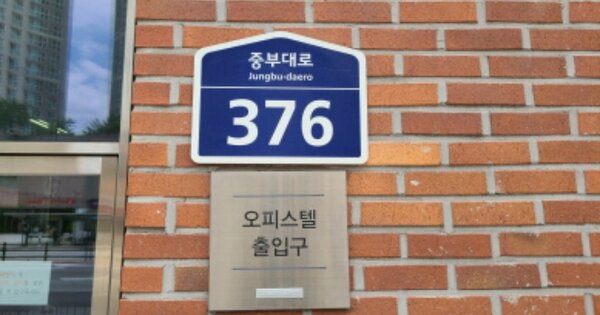 중부대로
Jungbu-daero
376
오피스텔
출입구